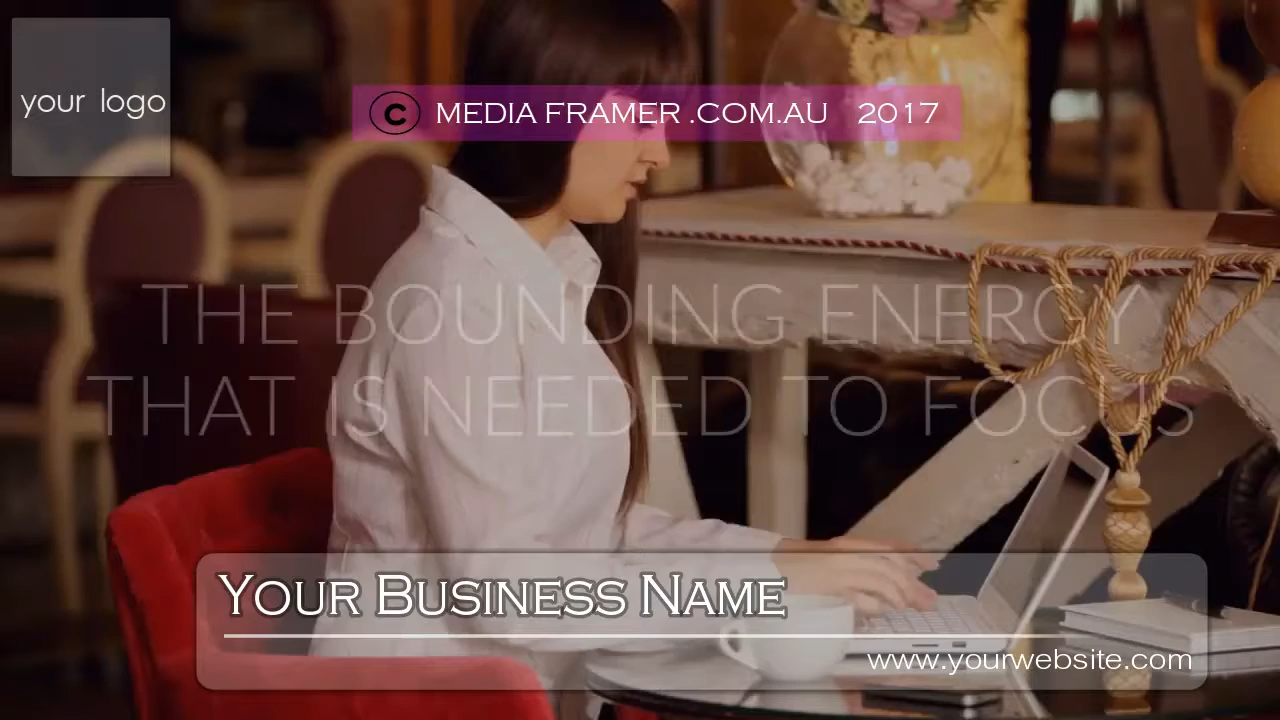 your logo
© MEDIA FRAMER .COM.AU 2017
THE BOUNDING ENERGY
THAT IS NEEDED TO FOCUS
YOUR BUSINESS NAME
www.yourwebsite.com